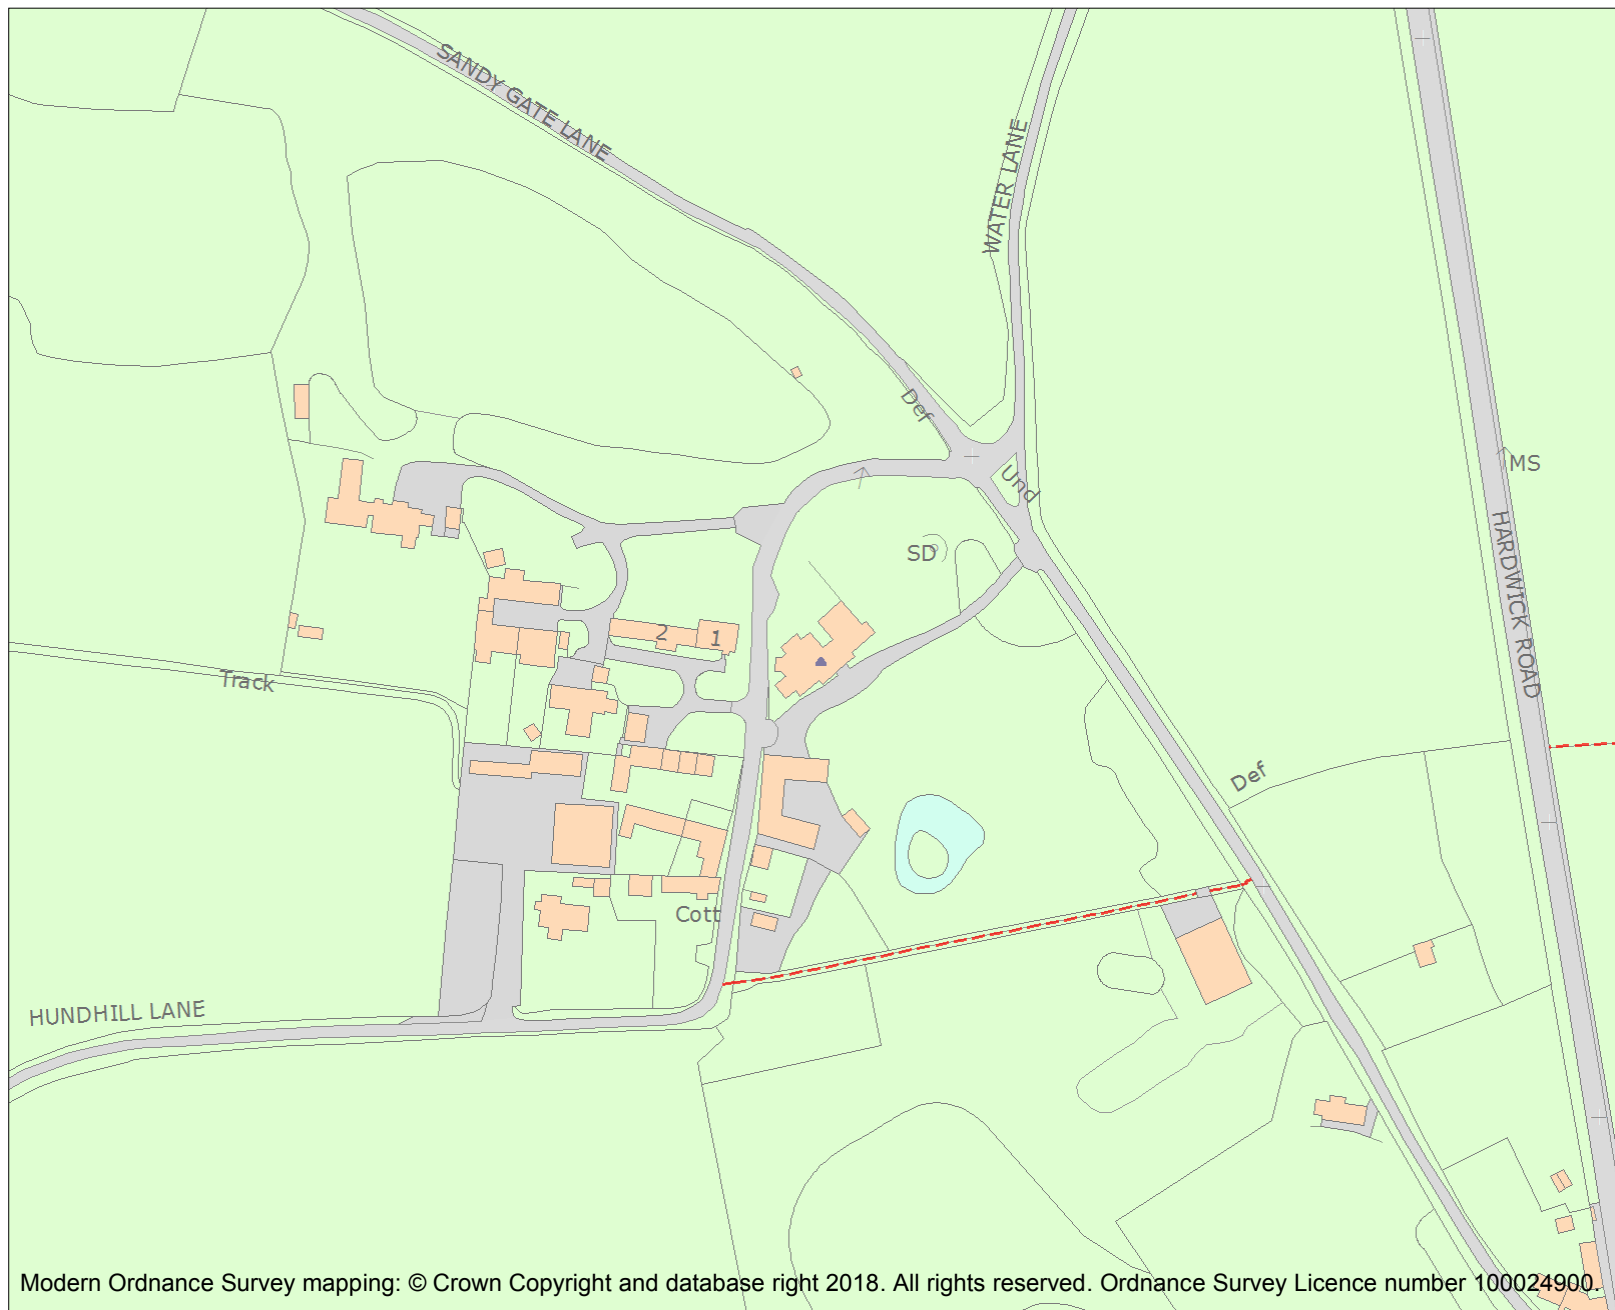 SANDY GATE LANE
WATER LANE
Def
Und
MS
HARDWICK ROAD
SD
2
1
Track
Def
Cott
HUNDHILL LANE
Modern Ordnance Survey mapping: © Crown Copyright and database right 2018. All rights reserved. Ordnance Survey Licence number 100024900.